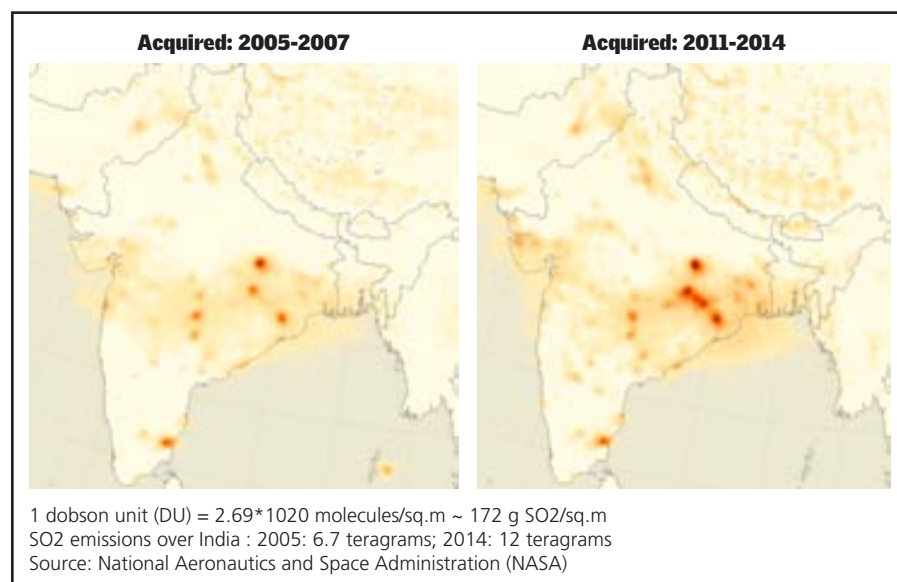 Acquired: 2005-2007
Acquired: 2011-2014
1 dobson unit (DU) = 2.69*1020 molecules/sq.m ~ 172 g SO2/sq.m
SO2 emissions over India : 2005: 6.7 teragrams; 2014: 12 teragrams
Source: National Aeronautics and Space Administration (NASA)